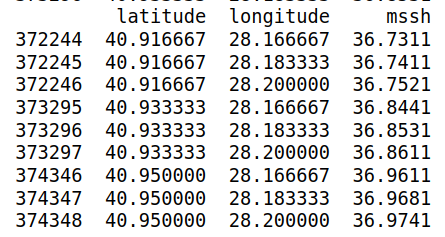 latitude longitude mssh
372244 40.916667 28.166667 36.7311
372245 40.916667 28.183333 36.7411
372246 40.916667 28.200000 36.7521
373295 40.933333 28.166667 36.8441
373296 40.933333 28.183333 36.8531
373297 40.933333 28.200000 36.8611
374346 40.950000 28.166667 36.9611
374347 40.950000 28.183333 36.9681
374348 40.950000 28.200000 36.9741